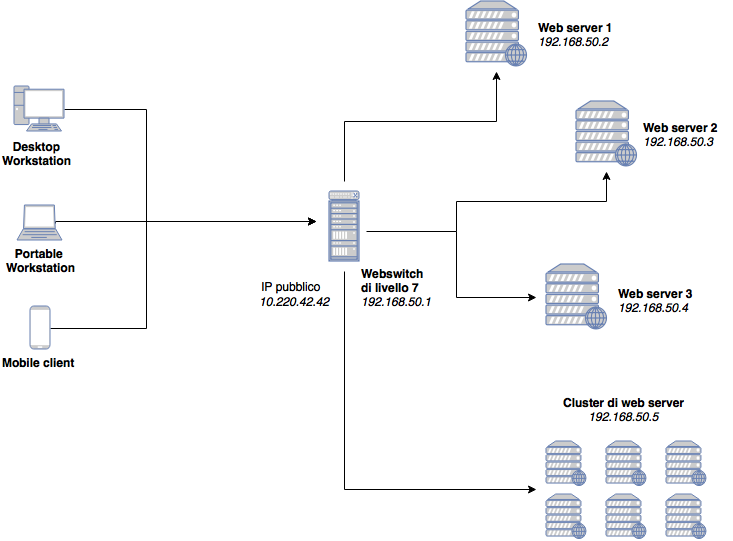 Web server 1
192.168.50.2
Web server 2
192.168.50.3
Desktop
Workstation
Portable
Workstation
IP pubblico
10.220.42.42
Webswitch
di livello 7
192.168.50.1
Web server 3
192.168.50.4
Mobile client
Cluster di web server
192.168.50.5